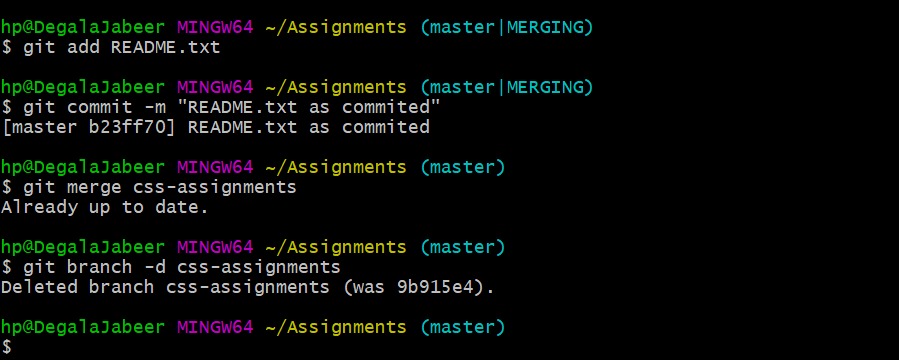 hp@DegalaJabeer MINGW64 ~/Assignments (master|MERGING)
$ git add README.txt
hp@DegalaJabeer MINGW64 ~/Assignments (master|MERGING)
$ git commit -m "README.txt as commited"
[master b23ff70] README.txt as commited
hp@DegalaJabeer MINGW64 ~/Assignments (master)
$ git merge css-assignments
Already up to date.
hp@DegalaJabeer MINGW64 ~/Assignments (master)
$ git branch -d css-assignments
Deleted branch css-assignments (was 9b915e4).
hp@DegalaJabeer MINGW64 ~/Assignments (master)
$